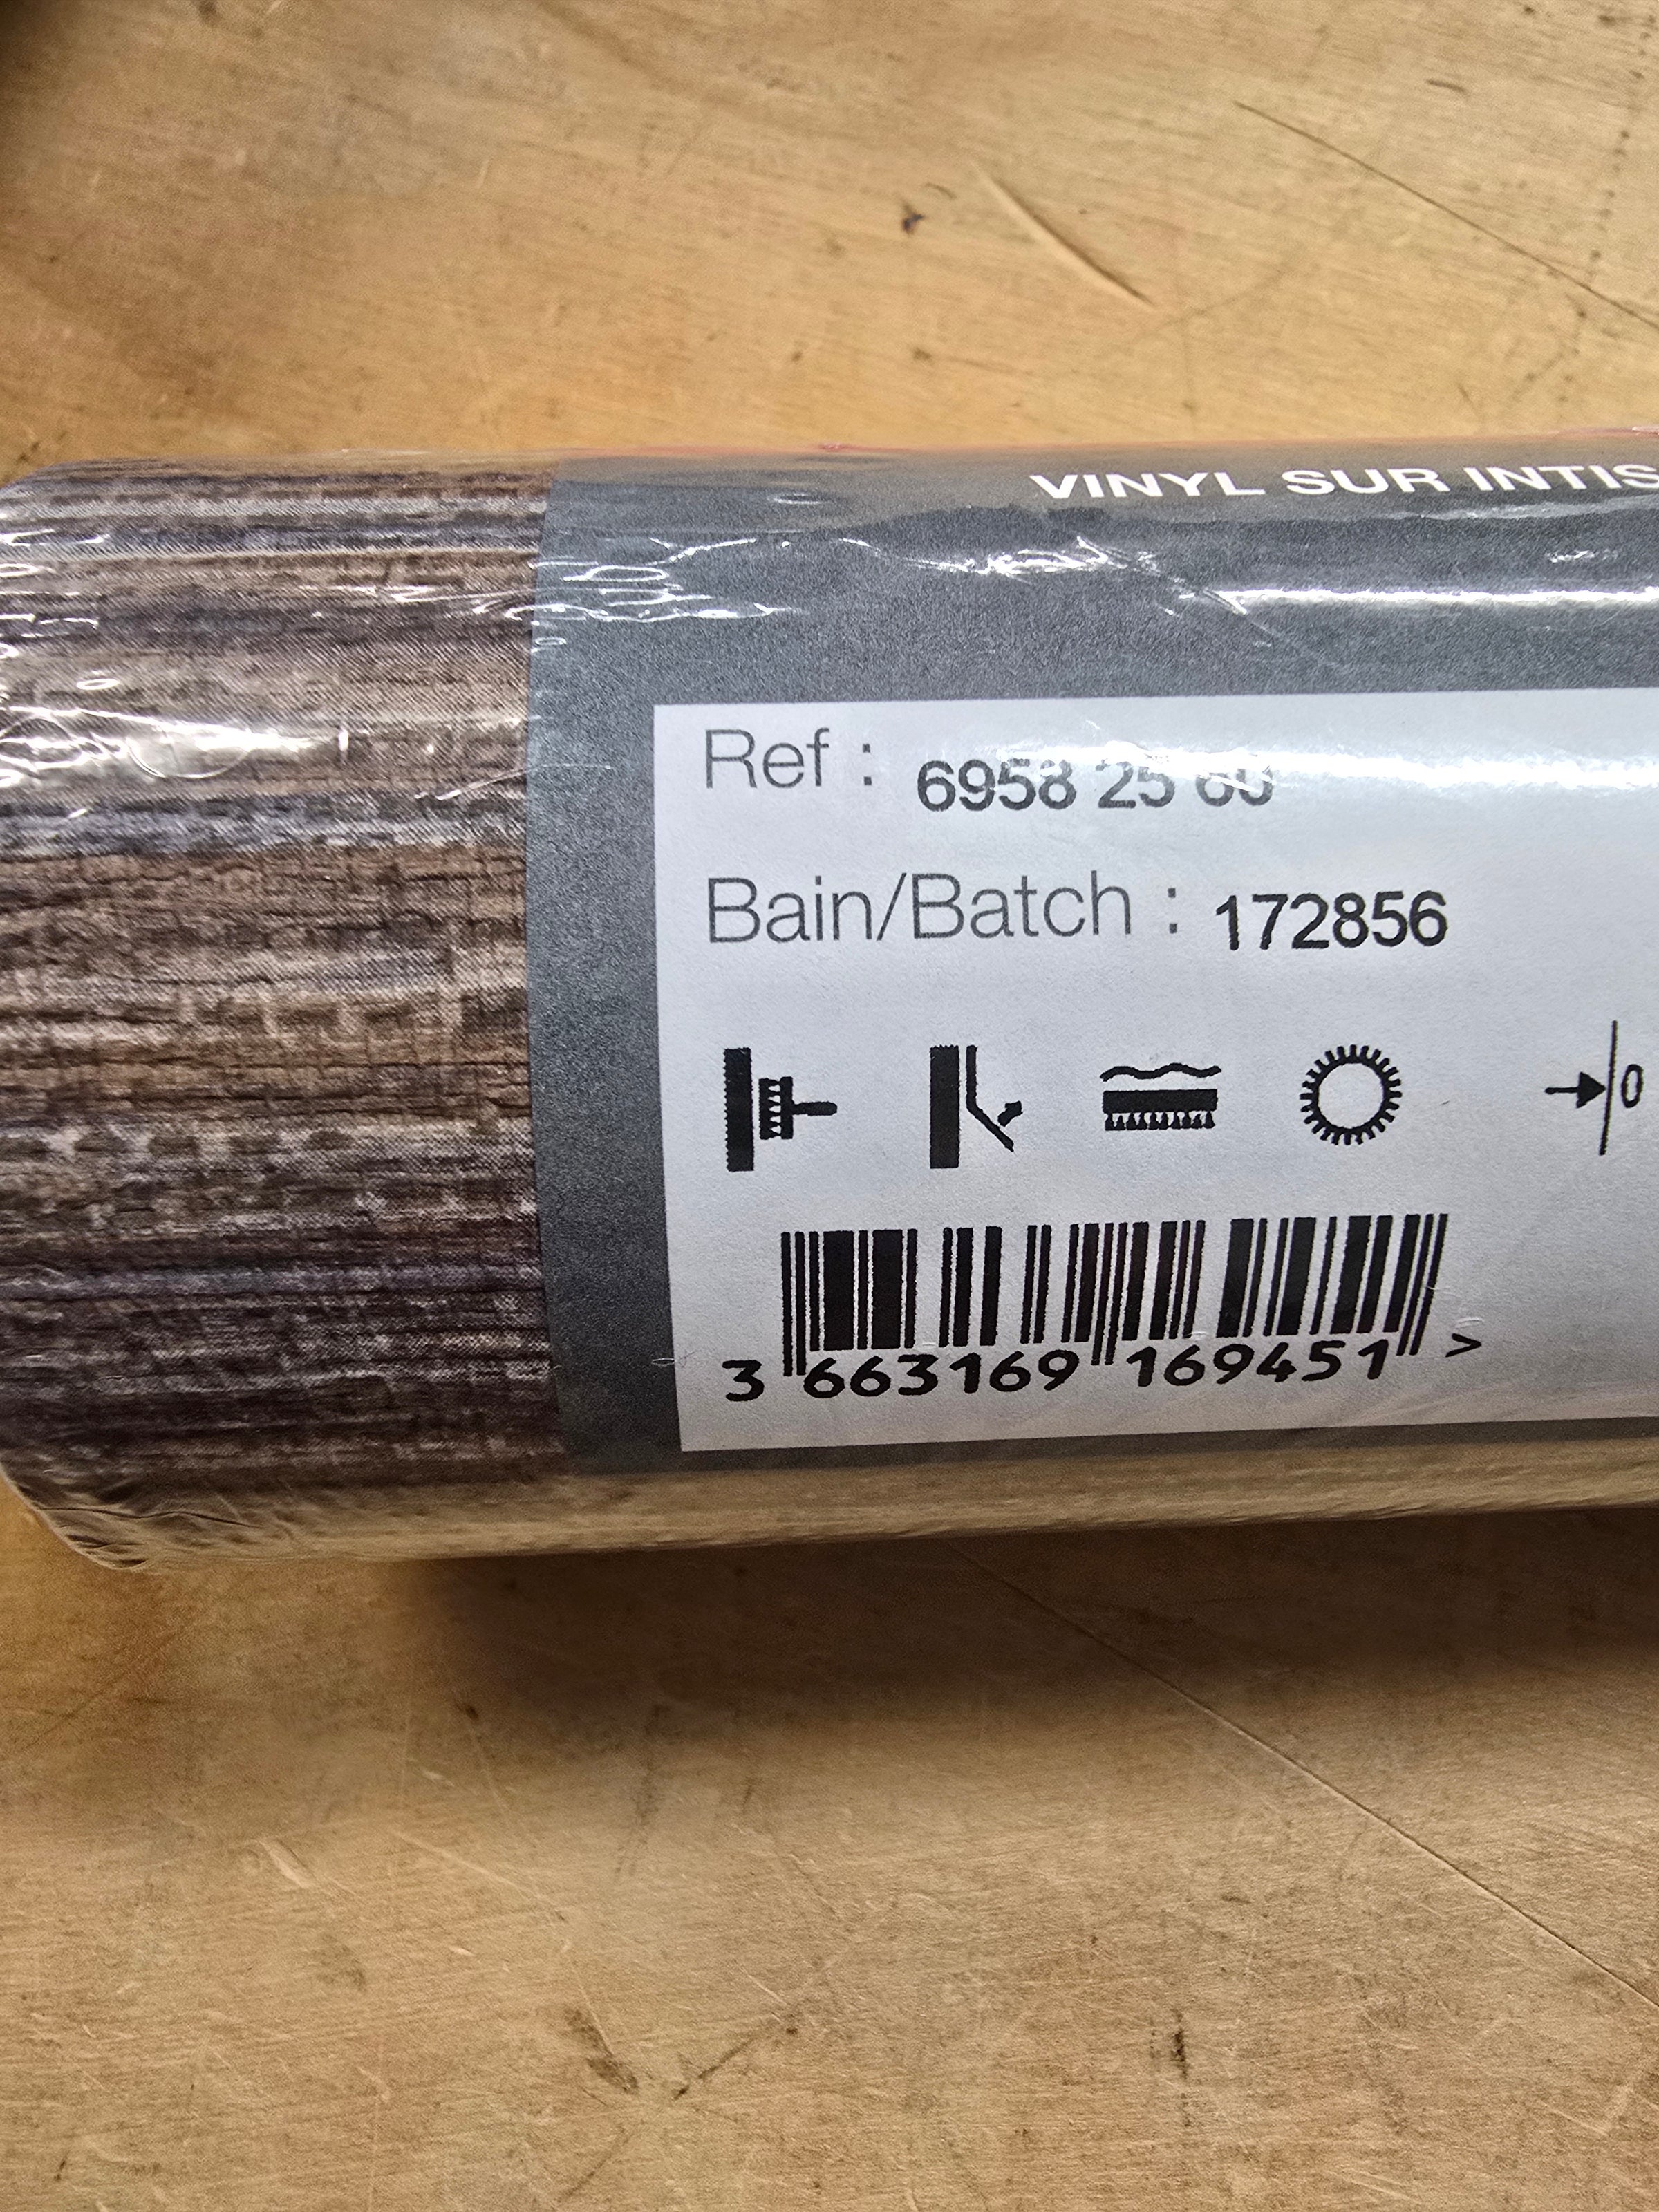 VINYL SUR INTIS
Ref : 6958 25 60
Bain/Batch : 172856
0
3 663169 169451 >